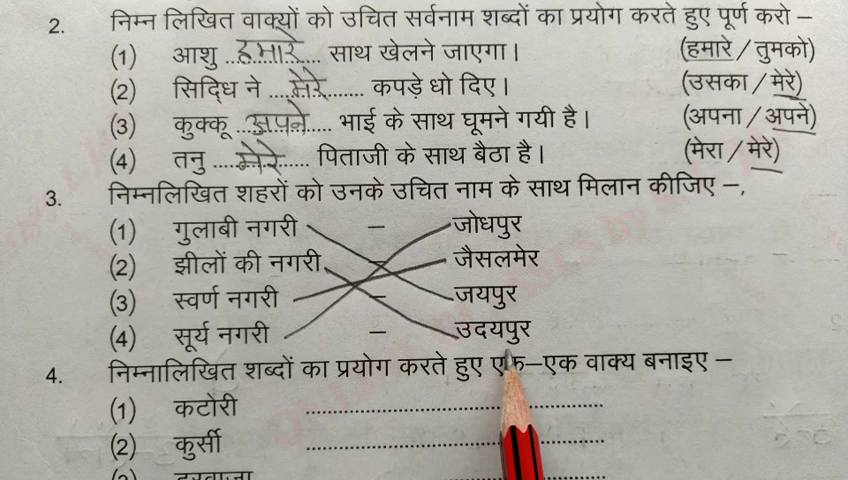 2. निम्न लिखित वाक्यों को उचित सर्वनाम शब्दों का प्रयोग करते हुए पूर्ण करो –
(1) आशु ..हमारे.... साथ खेलने जाएगा। (हमारे / तुमको)
(2) सिद्धि ने ....मेरे....... कपड़े धो दिए। (उसका / मेरे)
(3) कुक्कू ...अपने.... भाई के साथ घूमने गयी है। (अपना / अपने)
(4) तनु .....मेरे..... पिताजी के साथ बैठा है। (मेरा / मेरे)
3. निम्नलिखित शहरों को उनके उचित नाम के साथ मिलान कीजिए –,
(1) गुलाबी नगरी – जोधपुर
(2) झीलों की नगरी – जैसलमेर
(3) स्वर्ण नगरी – जयपुर
(4) सूर्य नगरी – उदयपुर
4. निम्नालिखित शब्दों का प्रयोग करते हुए एक–एक वाक्य बनाइए –
(1) कटोरी ............................................................
(2) कुर्सी ............................................................